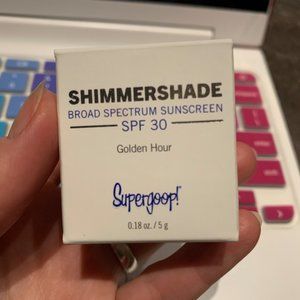 SHIMMERSHADE
BROAD SPECTRUM SUNSCREEN
SPF 30
Golden Hour
Supergoop!
0.18 oz. / 5 g